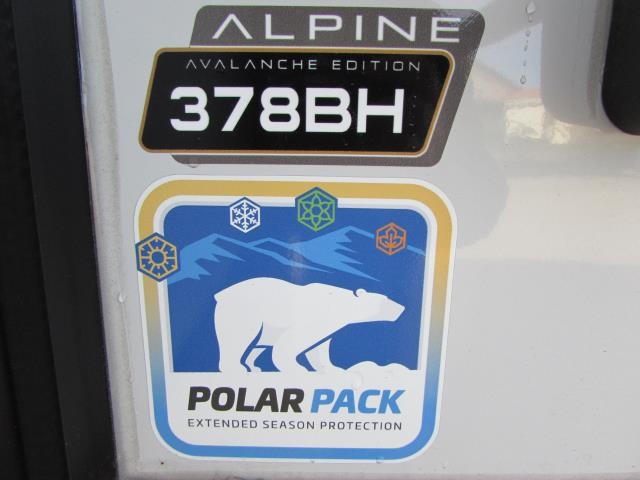 ALPINE
AVALANCHE EDITION
378BH
POLAR PACK
EXTENDED SEASON PROTECTION